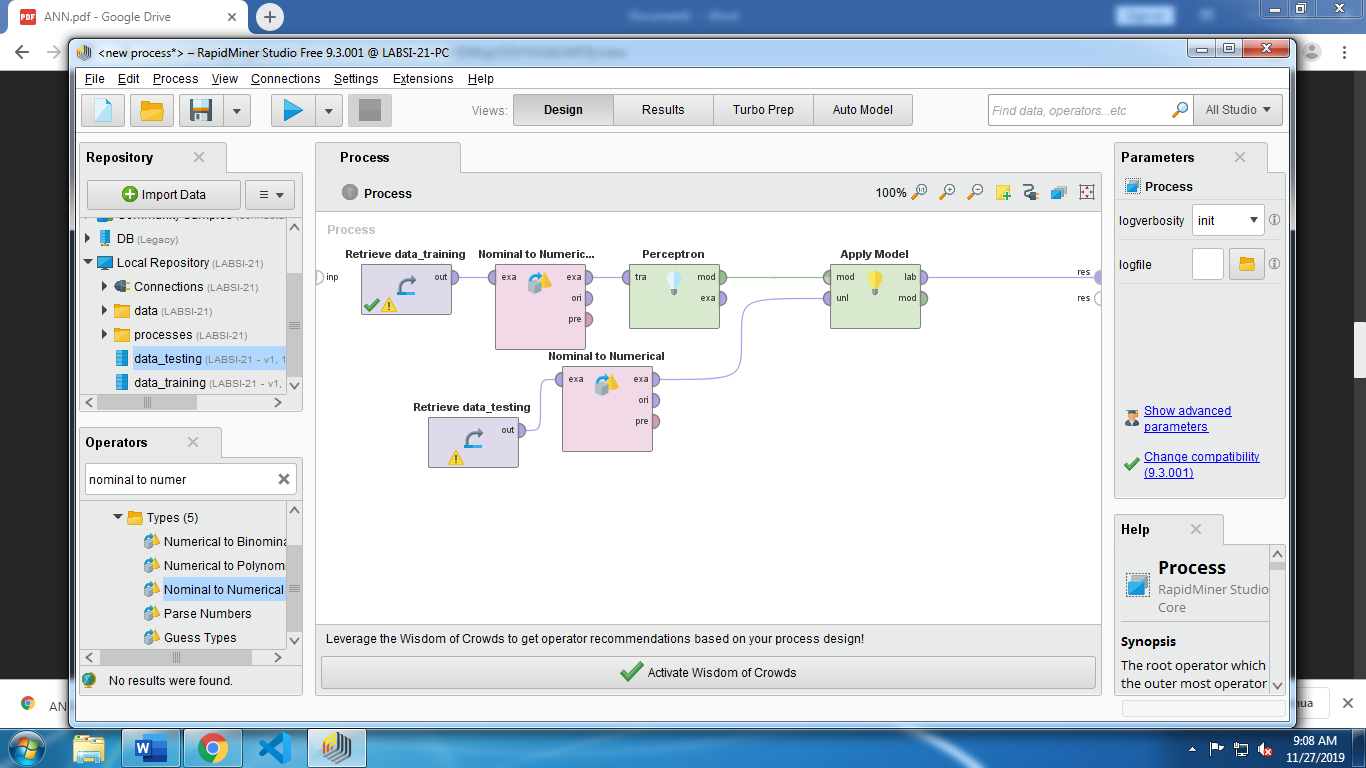 ANN.pdf - Google Drive
<new process*> – RapidMiner Studio Free 9.3.001 @ LABSI-21-PC
File Edit Process View Connections Settings Extensions Help
Views: Design Results Turbo Prep Auto Model
Find data, operators...etc
All Studio
Repository
Import Data
DB (Legacy)
Local Repository (LABSI-21)
Connections (LABSI-21)
data (LABSI-21)
processes (LABSI-21)
data_testing (LABSI-21 - v1, 1
data_training (LABSI-21 - v1,
Operators
nominal to numer
Types (5)
Numerical to Binomina
Numerical to Polynom
Nominal to Numerical
Parse Numbers
Guess Types
No results were found.
Process
Process
100%
Process
inp
Retrieve data_training
out
Nominal to Numeric...
exa exa
ori
pre
Perceptron
tra mod
exa
Apply Model
mod lab
unl mod
res
res
Nominal to Numerical
exa exa
ori
pre
Retrieve data_testing
out
Leverage the Wisdom of Crowds to get operator recommendations based on your process design!
Activate Wisdom of Crowds
Parameters
Process
logverbosity init
logfile
Show advanced
parameters
Change compatibility
(9.3.001)
Help
Process
RapidMiner Studio
Core
Synopsis
The root operator which
the outer most operator
AN
nua
9:08 AM
11/27/2019